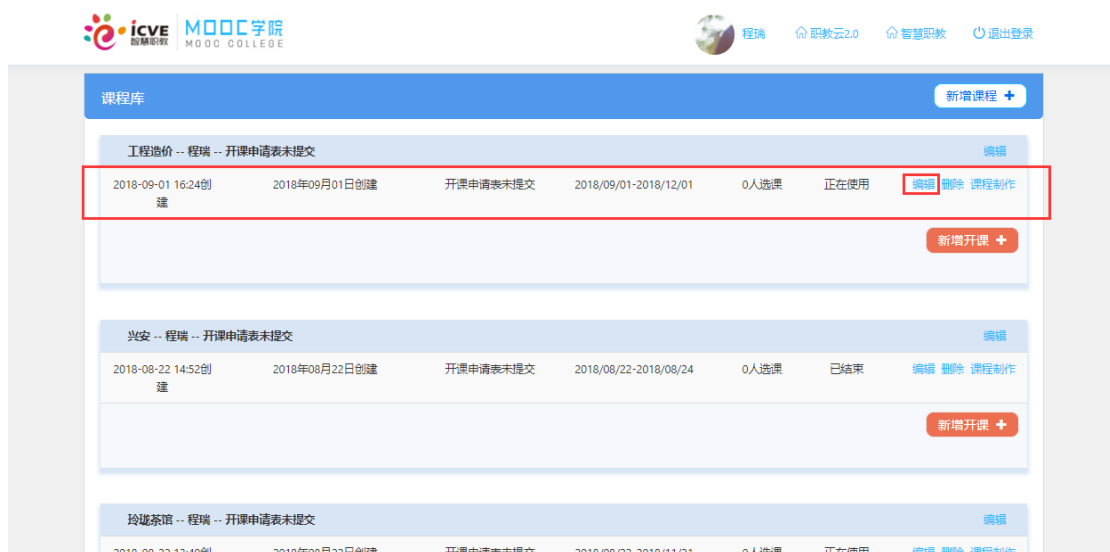 icve 智慧职教 MOOC学院 MOOC COLLEGE 程瑞 职教云2.0 智慧职教 退出登录
课程库 新增课程
工程造价 -- 程瑞 -- 开课申请表未提交 编辑
2018-09-01 16:24创建 2018年09月01日创建 开课申请表未提交 2018/09/01-2018/12/01 0人选课 正在使用 编辑 删除 课程制作
新增开课
兴安 -- 程瑞 -- 开课申请表未提交 编辑
2018-08-22 14:52创建 2018年08月22日创建 开课申请表未提交 2018/08/22-2018/08/24 0人选课 已结束 编辑 删除 课程制作
新增开课
玲珑茶馆 -- 程瑞 -- 开课申请表未提交 编辑